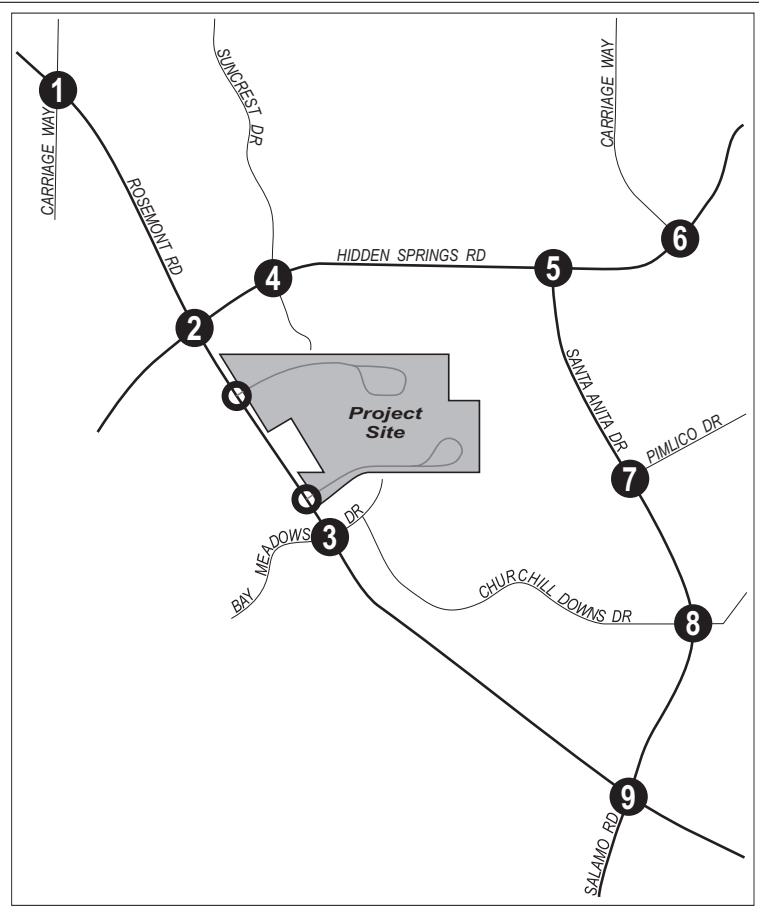 1
CARRIAGE WAY
SUNCREST DR
CARRIAGE WAY
ROSEMONT RD
6
HIDDEN SPRINGS RD
4
5
2
SANTA ANITA DR
Project
Site
PIMLICO DR
7
BAY MEADOWS DR
3
CHURCHILL DOWNS DR
8
9
SALAMO RD